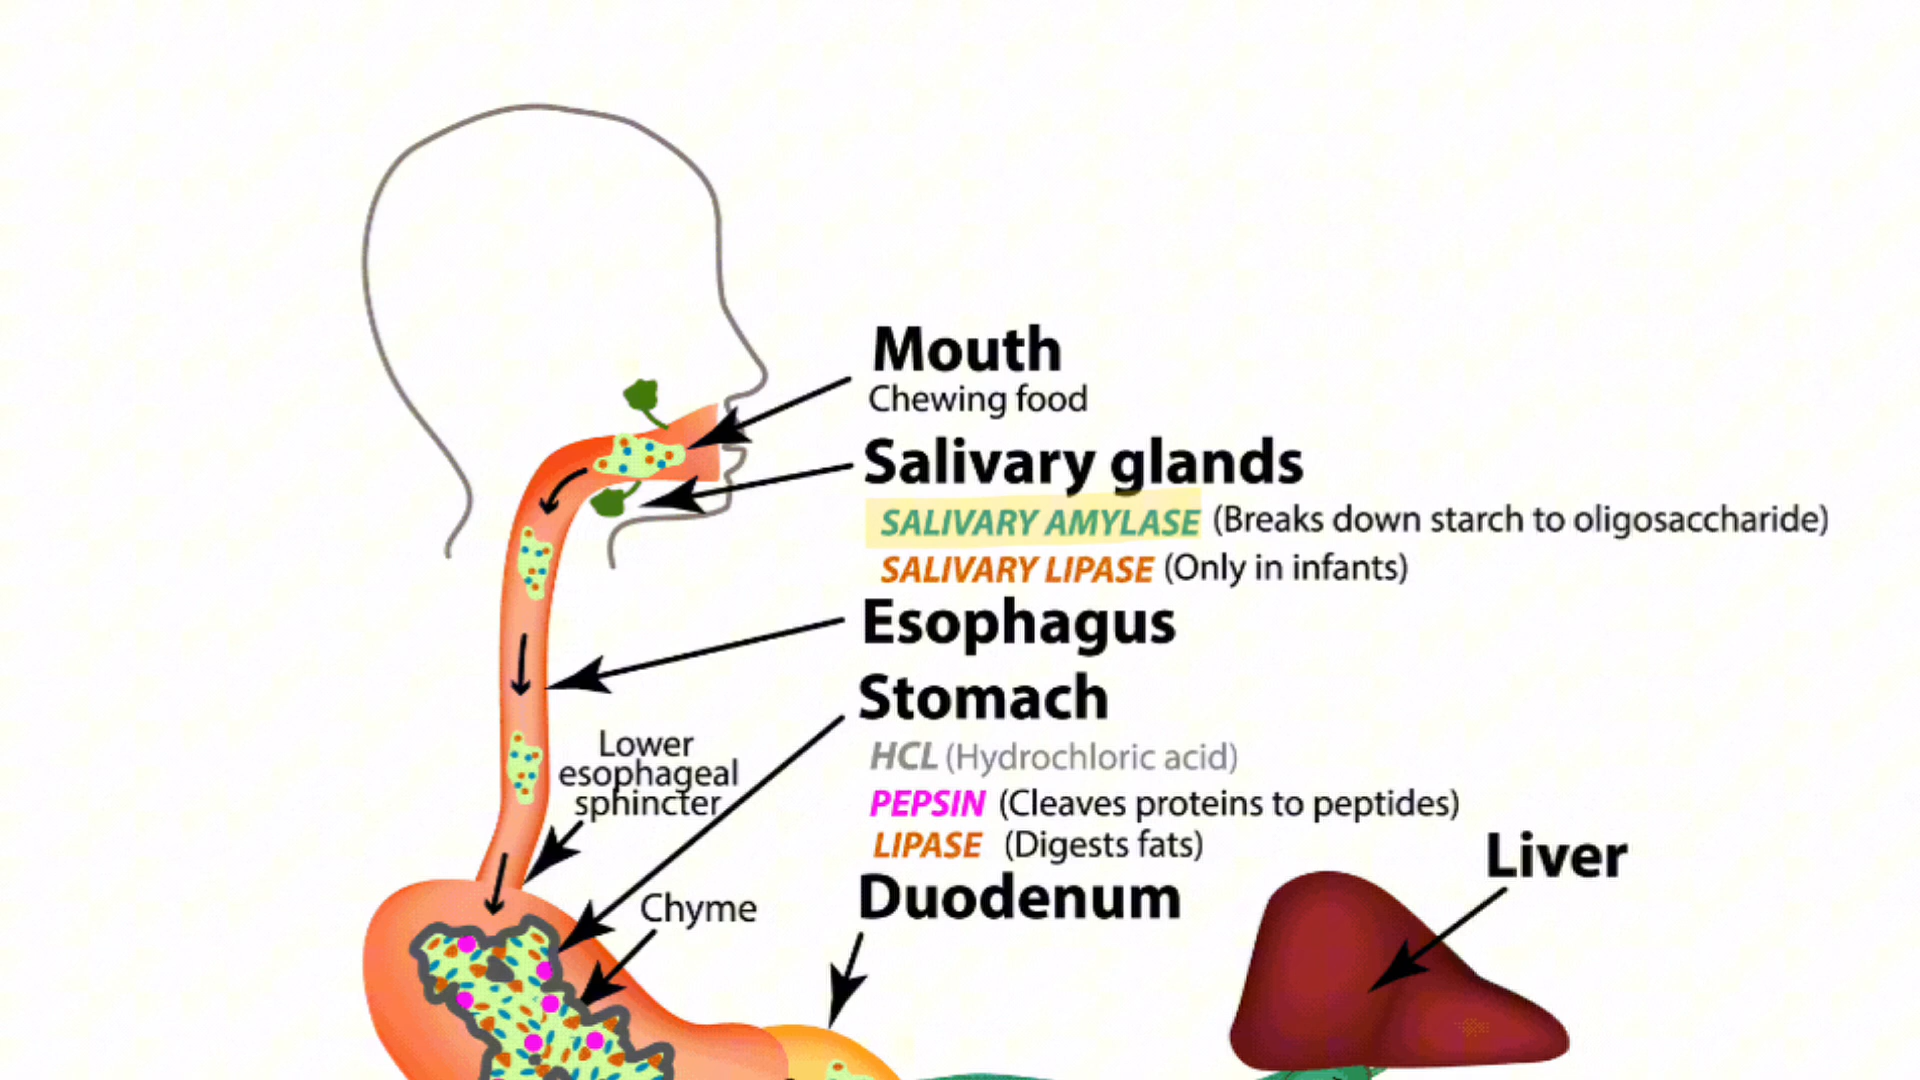 Mouth
Chewing food
Salivary glands
SALIVARY AMYLASE (Breaks down starch to oligosaccharide)
SALIVARY LIPASE (Only in infants)
Esophagus
Stomach
HCL (Hydrochloric acid)
PEPSIN (Cleaves proteins to peptides)
LIPASE (Digests fats)
Duodenum
Lower
esophageal
sphincter
Chyme
Liver